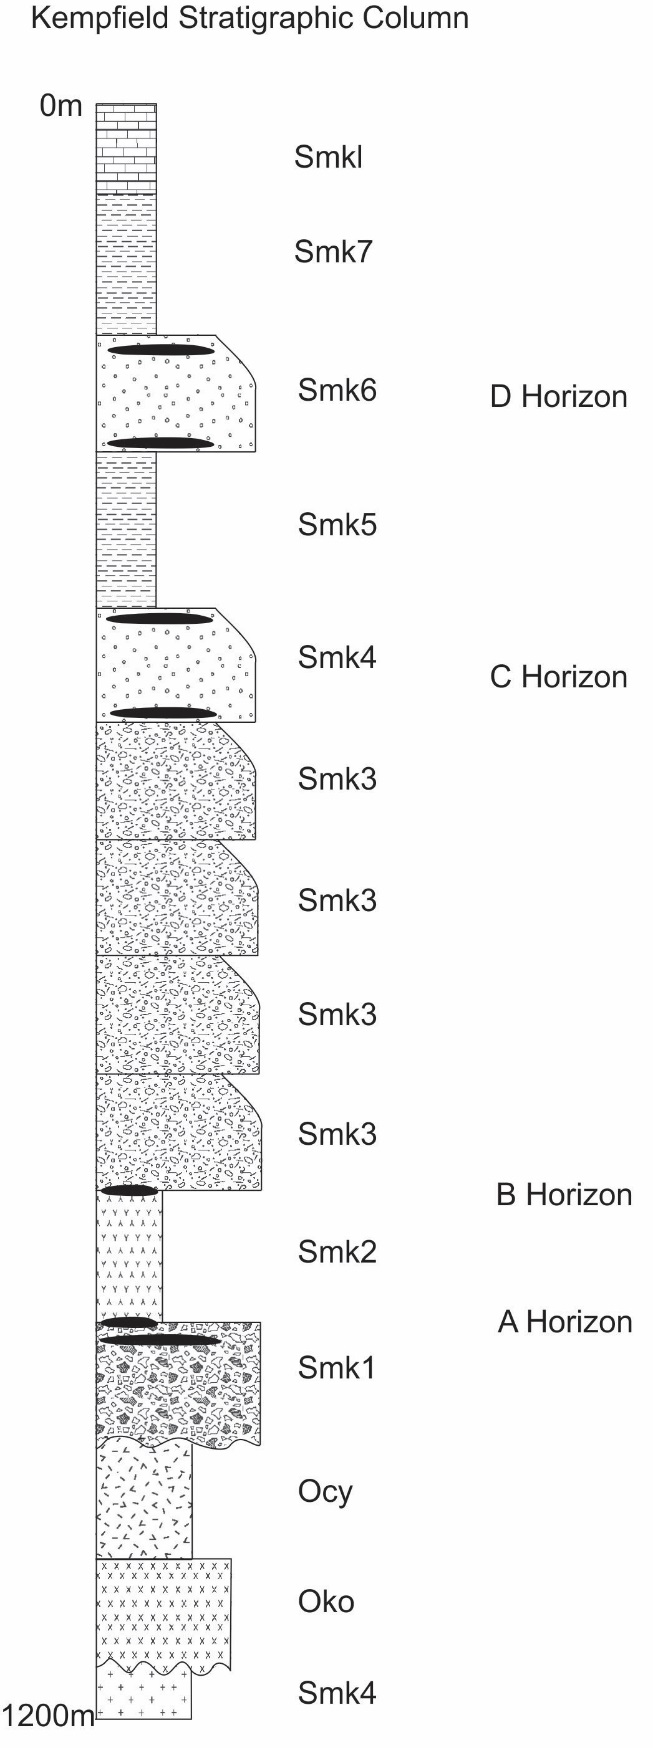 Kempfield Stratigraphic Column
0m
Smkl
Smk7
Smk6
D Horizon
Smk5
Smk4
C Horizon
Smk3
Smk3
Smk3
Smk3
B Horizon
Smk2
A Horizon
Smk1
Ocy
Oko
Smk4
1200m